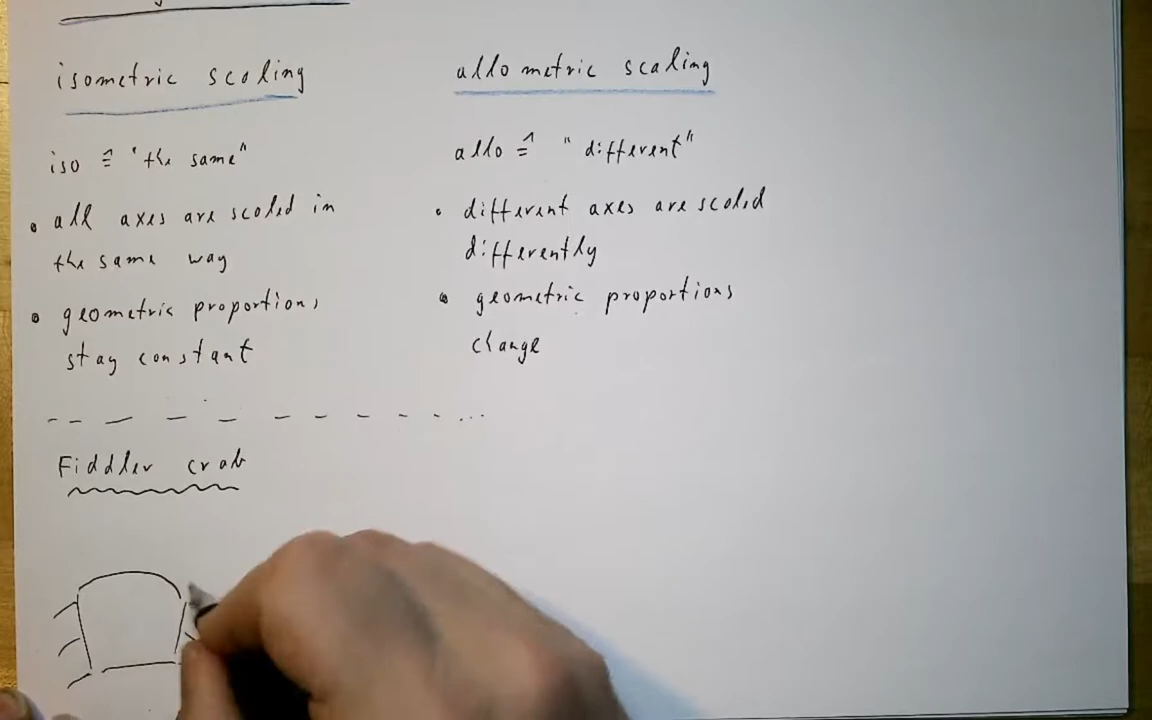 isometric scaling
iso ≙ "the same"
• all axes are scaled in
the same way
• geometric proportions
stay constant
allometric scaling
allo ≙ "different"
• different axes are scaled
differently
• geometric proportions
change
Fiddler crab